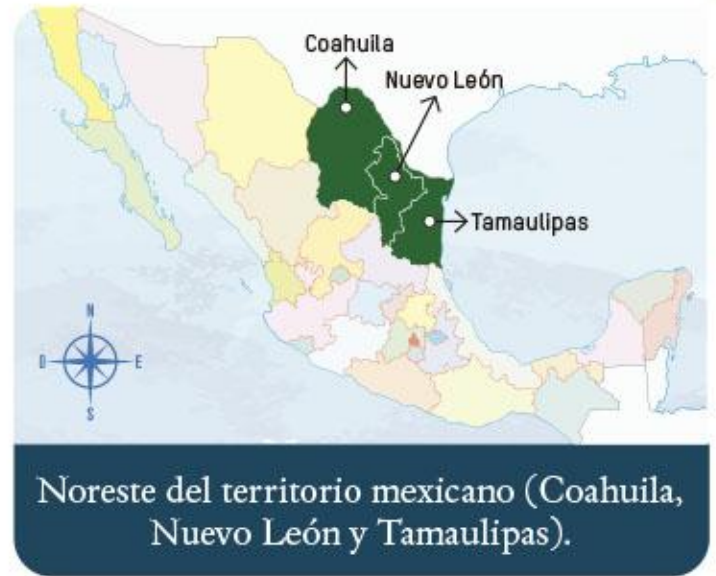 Coahuila
Nuevo León
Tamaulipas
N
O E
S
Noreste del territorio mexicano (Coahuila,
Nuevo León y Tamaulipas).